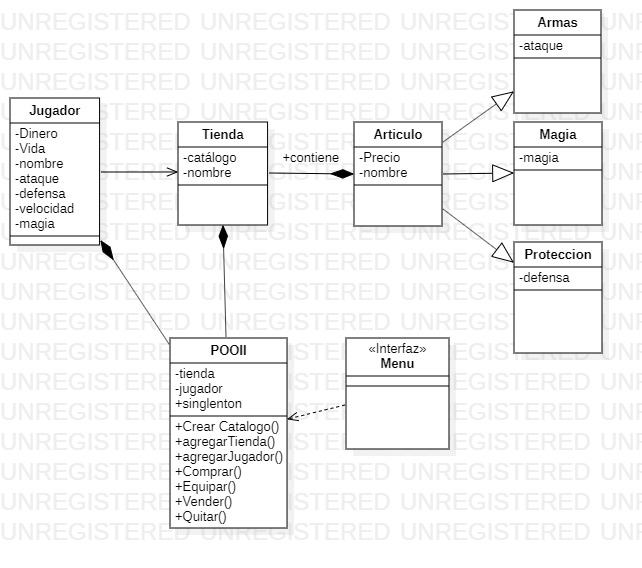 Armas
-ataque
Jugador
-Dinero
-Vida
-nombre
-ataque
-defensa
-velocidad
-magia
Tienda
-catálogo
-nombre
+contiene
Articulo
-Precio
-nombre
Magia
-magia
Proteccion
-defensa
POOII
-tienda
-jugador
+singlenton
+Crear Catalogo()
+agregarTienda()
+agregarJugador()
+Comprar()
+Equipar()
+Vender()
+Quitar()
«Interfaz»
Menu
UNREGISTERED UNREGISTERED UNREGISTERED